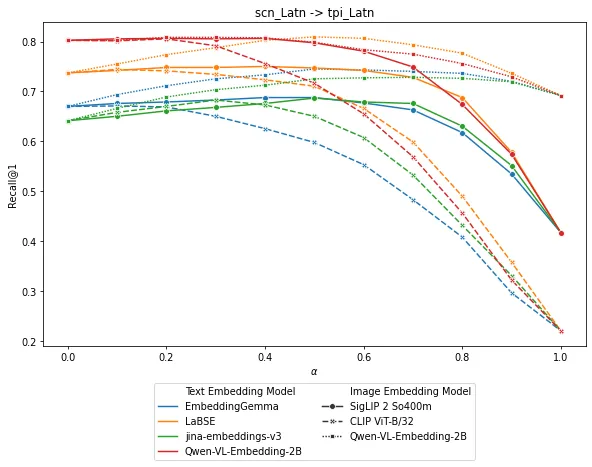 scn_Latn -> tpi_Latn
Recall@1
0.8
0.7
0.6
0.5
0.4
0.3
0.2
0.0
0.2
0.4
0.6
0.8
1.0
α
Text Embedding Model
EmbeddingGemma
LaBSE
jina-embeddings-v3
Qwen-VL-Embedding-2B
Image Embedding Model
SigLIP 2 So400m
CLIP ViT-B/32
Qwen-VL-Embedding-2B